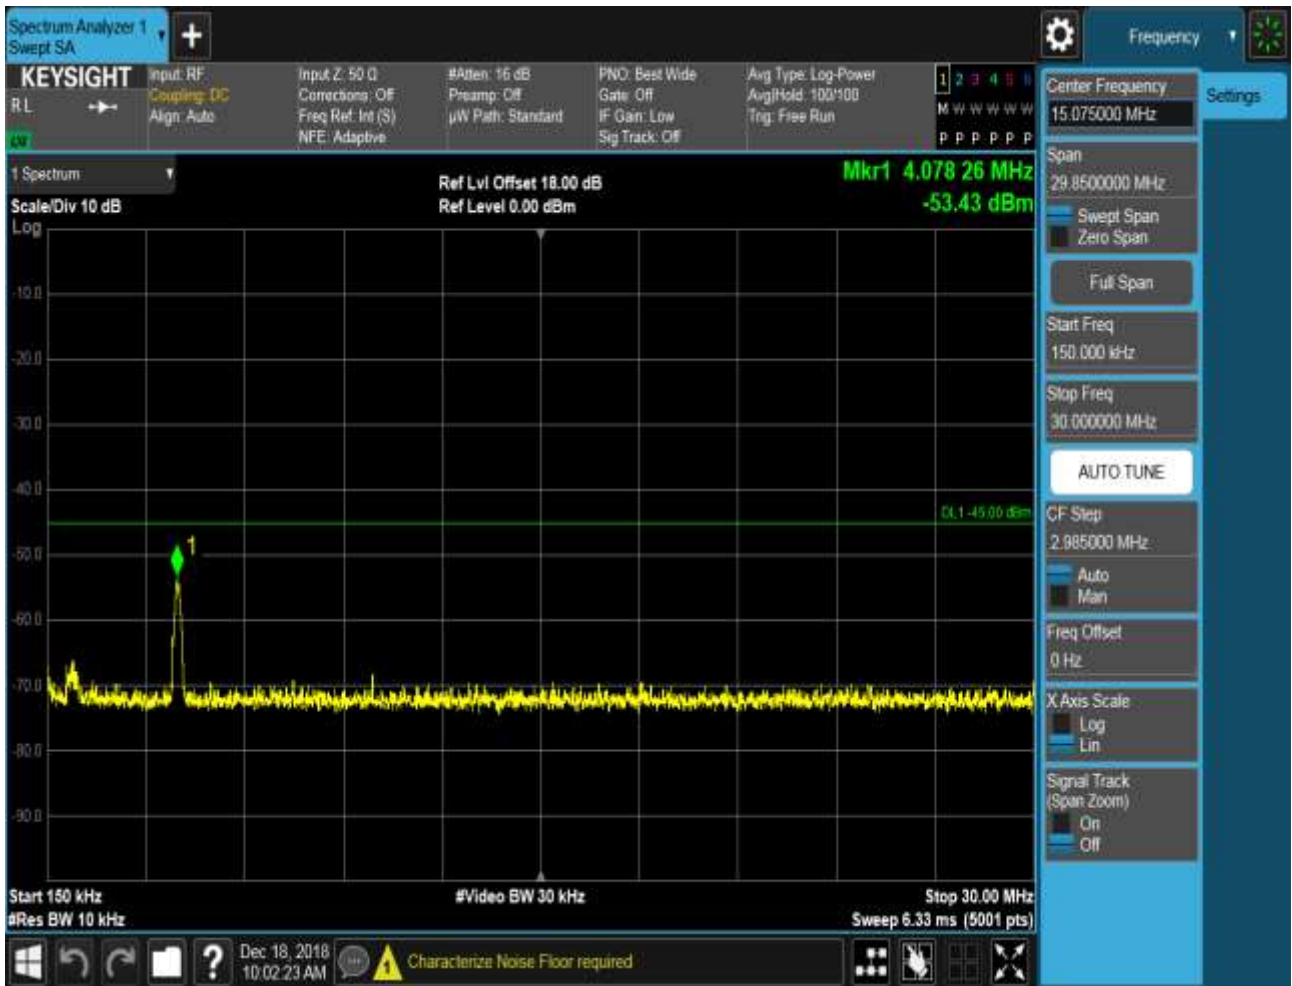 Spectrum Analyzer 1
Swept SA
Frequency
KEYSIGHT
R L
Input: RF
Coupling: DC
Align: Auto
Input Z: 50 Ω
Corrections: Off
Freq Ref: Int (S)
NFE: Adaptive
#Atten: 16 dB
Preamp: Off
µW Path: Standard
PNO: Best Wide
Gate: Off
IF Gain: Low
Sig Track: Off
Avg Type: Log-Power
Avg|Hold: 100/100
Trig: Free Run
1 2 3 4 5 6
M W W W W W
P P P P P P
1 Spectrum
Scale/Div 10 dB
Log
Ref Lvl Offset 18.00 dB
Ref Level 0.00 dBm
Mkr1 4.078 26 MHz
-53.43 dBm
-10.0
-20.0
-30.0
-40.0
DL1 -45.00 dBm
1
-50.0
-60.0
-70.0
-80.0
-90.0
Start 150 kHz
#Res BW 10 kHz
#Video BW 30 kHz
Stop 30.00 MHz
Sweep 6.33 ms (5001 pts)
Center Frequency
15.075000 MHz
Settings
Span
29.8500000 MHz
Swept Span
Zero Span
Full Span
Start Freq
150.000 kHz
Stop Freq
30.000000 MHz
AUTO TUNE
CF Step
2.985000 MHz
Auto
Man
Freq Offset
0 Hz
X Axis Scale
Log
Lin
Signal Track
(Span Zoom)
On
Off
?
Dec 18, 2018
10:02:23 AM
1
Characterize Noise Floor required